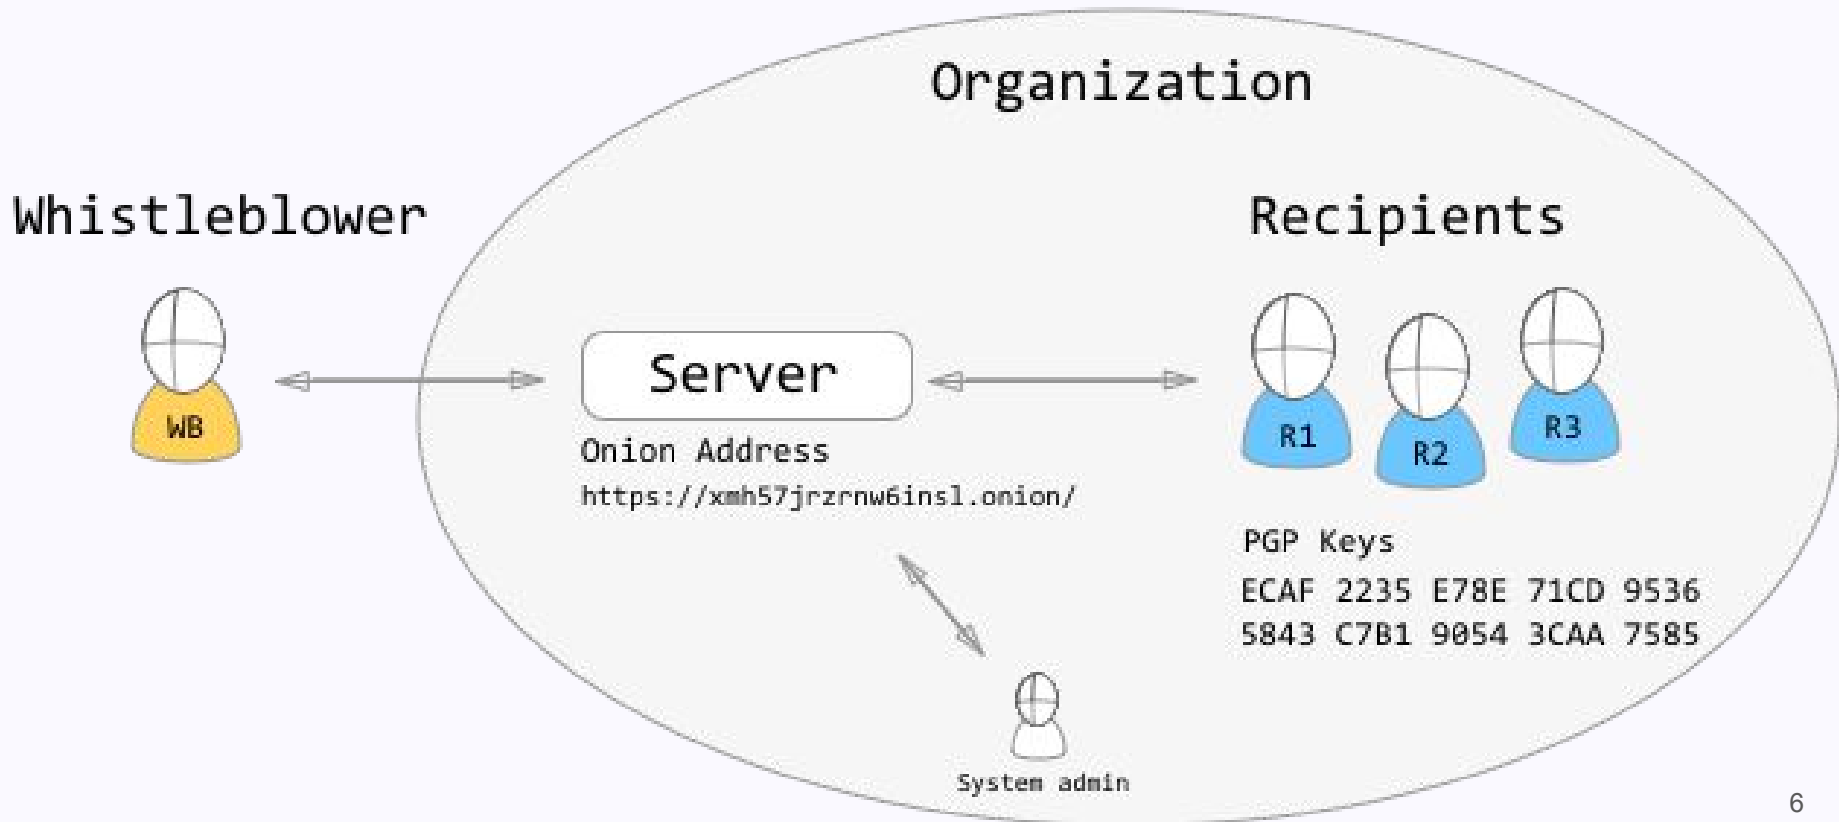 Organization
Whistleblower
Recipients
WB
Server
R1
R2
R3
Onion Address
https://xmh57jrzrnw6insl.onion/
PGP Keys
ECAF 2235 E78E 71CD 9536
5843 C7B1 9054 3CAA 7585
System admin
6